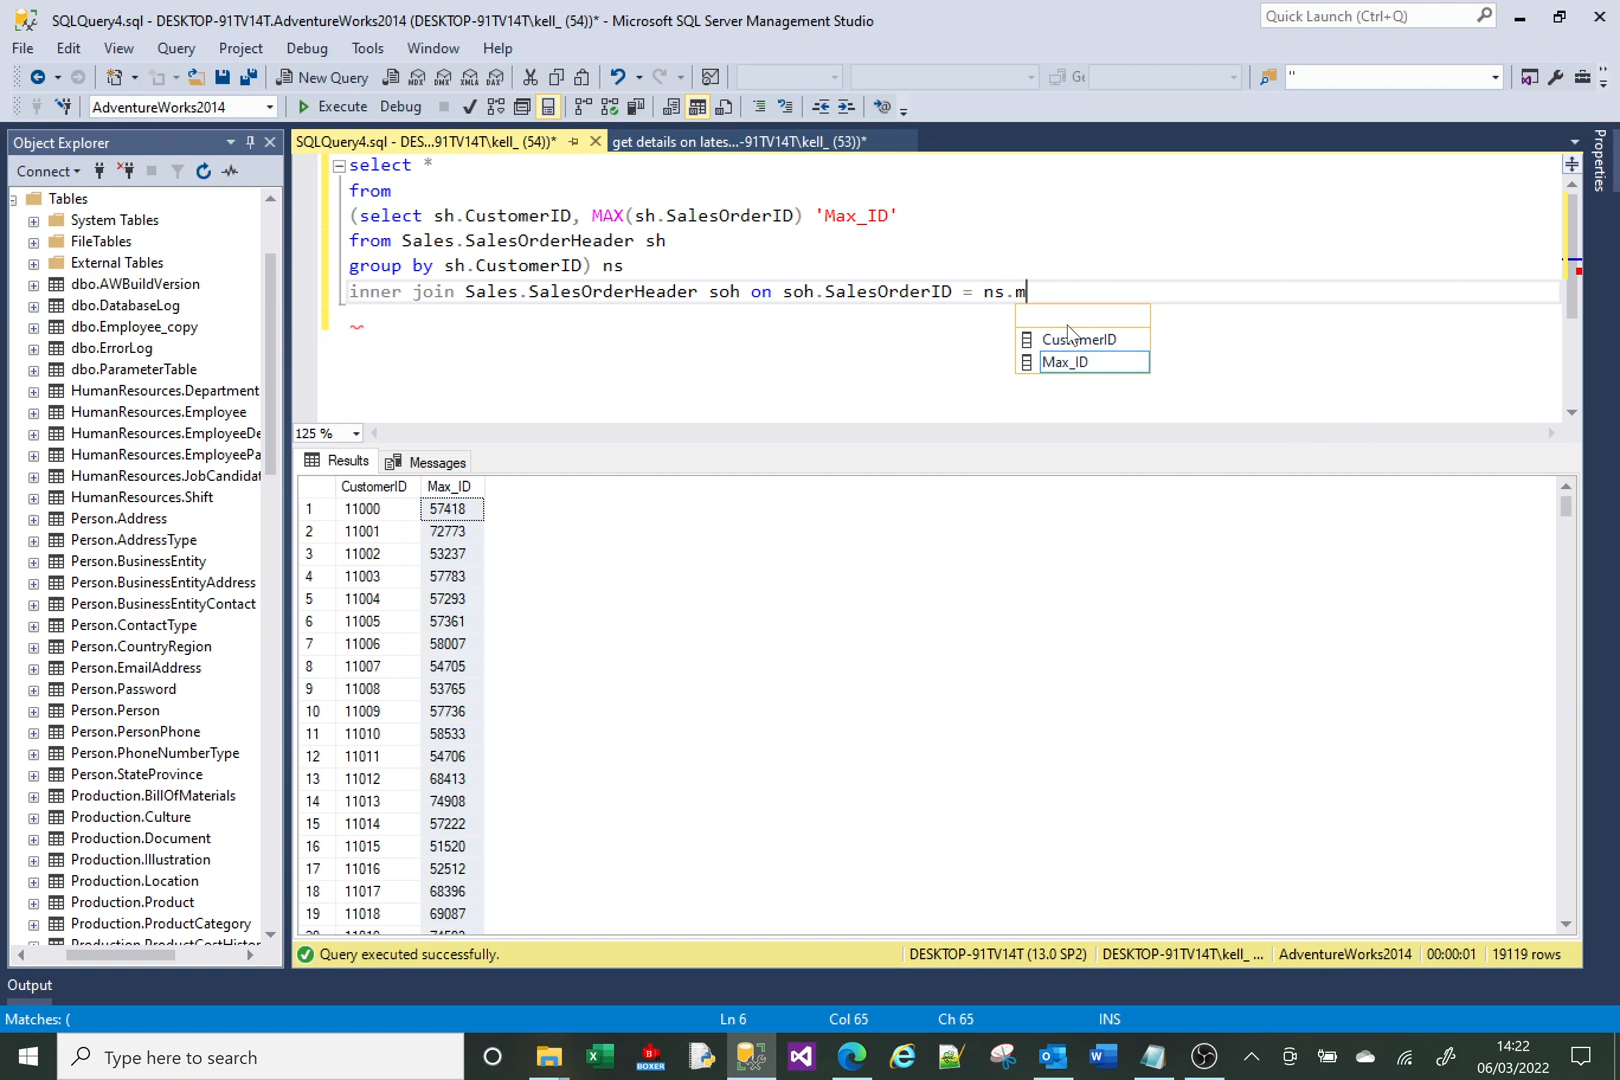 SQLQuery4.sql - DESKTOP-91TV14T.AdventureWorks2014 (DESKTOP-91TV14T\kell_ (54))* - Microsoft SQL Server Management Studio
Quick Launch (Ctrl+Q)
File Edit View Query Project Debug Tools Window Help
New Query
MDX DMX XMLA DAX
Ge
"
AdventureWorks2014
Execute Debug
Object Explorer
SQLQuery4.sql - DES...91TV14T\kell_ (54))*
get details on lates...-91TV14T\kell_ (53))*
Properties
Connect
Tables
System Tables
FileTables
External Tables
dbo.AWBuildVersion
dbo.DatabaseLog
dbo.Employee_copy
dbo.ErrorLog
dbo.ParameterTable
HumanResources.Department
HumanResources.Employee
HumanResources.EmployeeDe
HumanResources.EmployeePa
HumanResources.JobCandidat
HumanResources.Shift
Person.Address
Person.AddressType
Person.BusinessEntity
Person.BusinessEntityAddress
Person.BusinessEntityContact
Person.ContactType
Person.CountryRegion
Person.EmailAddress
Person.Password
Person.Person
Person.PersonPhone
Person.PhoneNumberType
Person.StateProvince
Production.BillOfMaterials
Production.Culture
Production.Document
Production.Illustration
Production.Location
Production.Product
Production.ProductCategory
Production.ProductCostHistor
select *
from
(select sh.CustomerID, MAX(sh.SalesOrderID) 'Max_ID'
from Sales.SalesOrderHeader sh
group by sh.CustomerID) ns
inner join Sales.SalesOrderHeader soh on soh.SalesOrderID = ns.m
CustomerID
Max_ID
125 %
Results Messages
CustomerID Max_ID
1 11000 57418
2 11001 72773
3 11002 53237
4 11003 57783
5 11004 57293
6 11005 57361
7 11006 58007
8 11007 54705
9 11008 53765
10 11009 57736
11 11010 58533
12 11011 54706
13 11012 68413
14 11013 74908
15 11014 57222
16 11015 51520
17 11016 52512
18 11017 68396
19 11018 69087
Query executed successfully.
DESKTOP-91TV14T (13.0 SP2)
DESKTOP-91TV14T\kell_ ...
AdventureWorks2014
00:00:01
19119 rows
Output
Matches: (
Ln 6
Col 65
Ch 65
INS
Type here to search
BOXER
14:22
06/03/2022